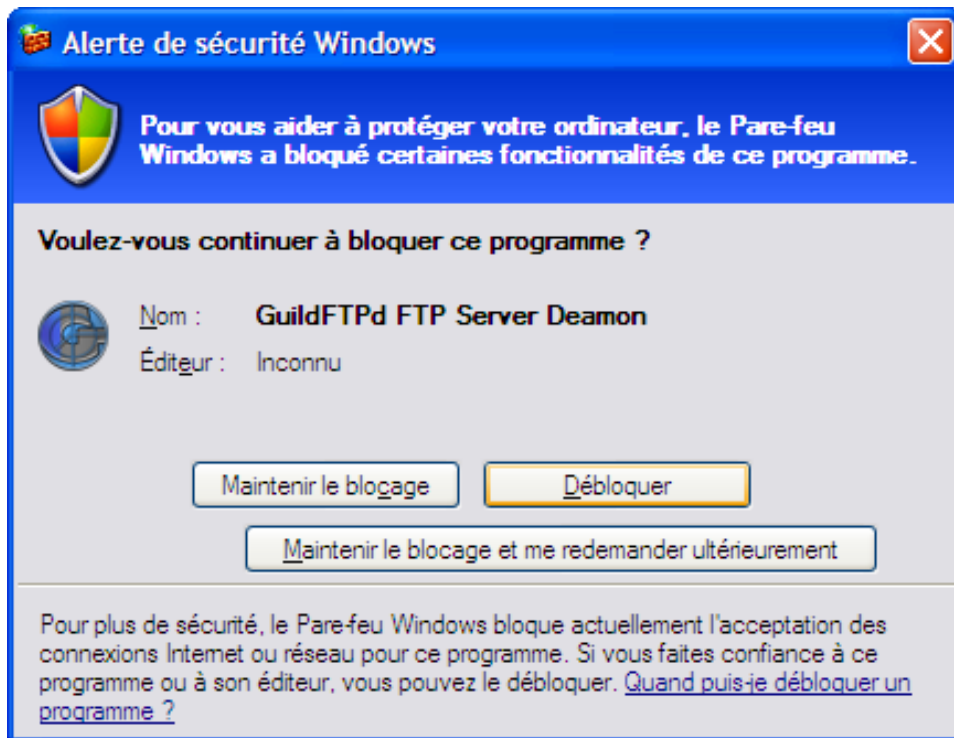 Alerte de sécurité Windows
Pour vous aider à protéger votre ordinateur, le Pare-feu
Windows a bloqué certaines fonctionnalités de ce programme.
Voulez-vous continuer à bloquer ce programme ?
Nom : GuildFTPd FTP Server Deamon
Éditeur : Inconnu
Maintenir le blocage Débloquer
Maintenir le blocage et me redemander ultérieurement
Pour plus de sécurité, le Pare-feu Windows bloque actuellement l'acceptation des
connexions Internet ou réseau pour ce programme. Si vous faites confiance à ce
programme ou à son éditeur, vous pouvez le débloquer. Quand puis-je débloquer un
programme ?